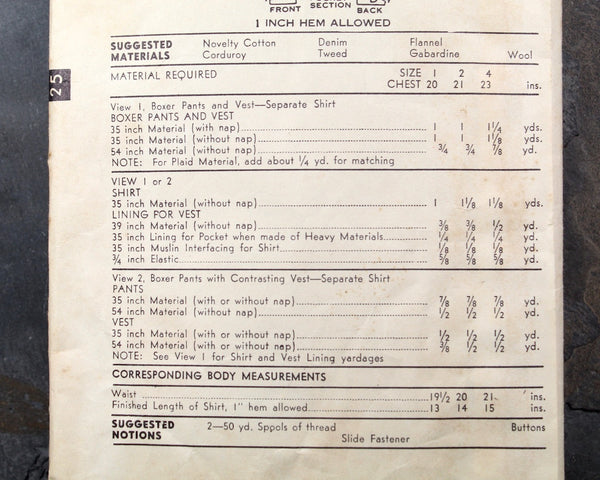 FRONT SECTION BACK
1 INCH HEM ALLOWED
SUGGESTED MATERIALS Novelty Cotton Denim Flannel
Corduroy Tweed Gabardine Wool
MATERIAL REQUIRED SIZE 1 2 4
CHEST 20 21 23 ins.
25
View 1, Boxer Pants and Vest—Separate Shirt
BOXER PANTS AND VEST
35 inch Material (with nap) 1 1 1¼ yds.
35 inch Material (without nap) 1 1 1⅛ yds.
54 inch Material (without nap) ¾ ¾ ⅞ yd.
NOTE: For Plaid Material, add about ¼ yd. for matching
VIEW 1 or 2
SHIRT
35 inch Material (without nap) 1 1⅛ 1⅛ yds.
LINING FOR VEST
39 inch Material (without nap) ⅜ ⅜ ½ yd.
35 inch Lining for Pocket when made of Heavy Materials ¼ ¼ ¼ yd.
35 inch Muslin Interfacing for Shirt ⅛ ⅛ ⅛ yd.
¾ inch Elastic ⅝ ⅝ ⅝ yd.
View 2, Boxer Pants with Contrasting Vest—Separate Shirt
PANTS
35 inch Material (with or without nap) ⅞ ⅞ ⅞ yd.
54 inch Material (without nap) ½ ½ ½ yd.
VEST
35 inch Material (with or without nap) ½ ½ ½ yd.
54 inch Material (with or without nap) ⅜ ½ ½ yd.
NOTE: See View 1 for Shirt and Vest Lining yardages
CORRESPONDING BODY MEASUREMENTS
Waist 19½ 20 21 ins.
Finished Length of Shirt, 1" hem allowed 13 14 15 ins.
SUGGESTED NOTIONS 2—50 yd. Sppols of thread Buttons
Slide Fastener